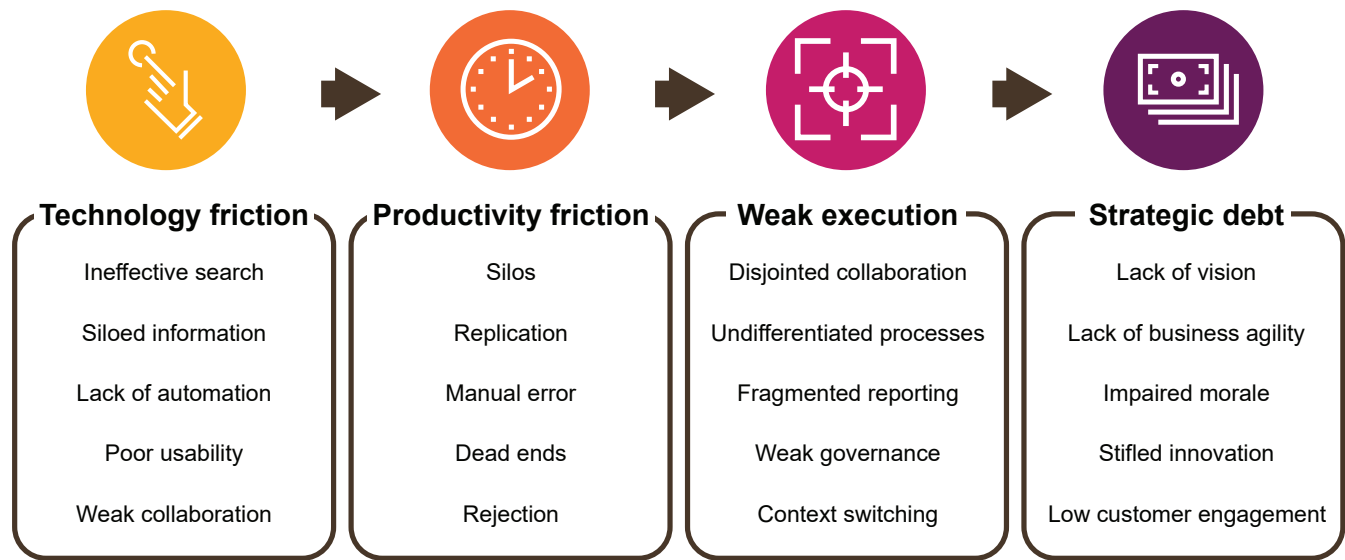 Technology friction
Ineffective search
Siloed information
Lack of automation
Poor usability
Weak collaboration
Productivity friction
Silos
Replication
Manual error
Dead ends
Rejection
Weak execution
Disjointed collaboration
Undifferentiated processes
Fragmented reporting
Weak governance
Context switching
Strategic debt
Lack of vision
Lack of business agility
Impaired morale
Stifled innovation
Low customer engagement